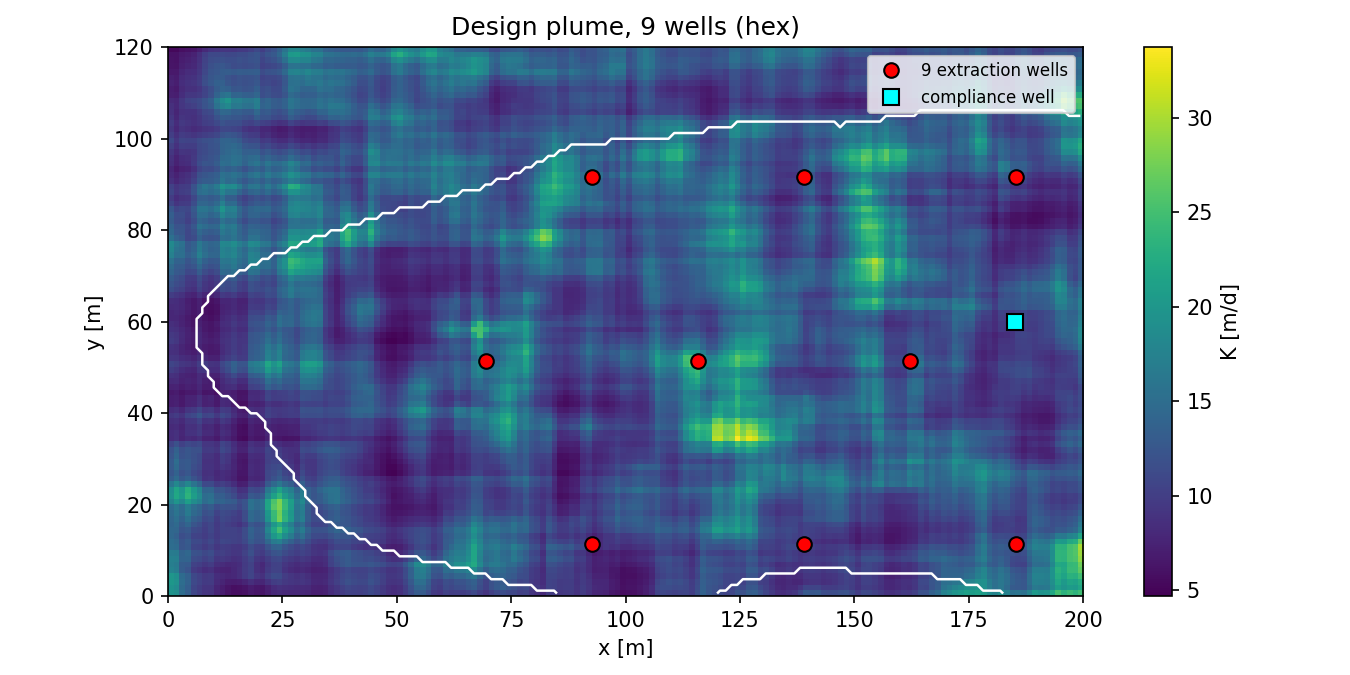 Design plume, 9 wells (hex)
9 extraction wells
compliance well
120
100
80
60
40
20
0
y [m]
0 25 50 75 100 125 150 175 200
x [m]
30
25
20
15
10
5
K [m/d]